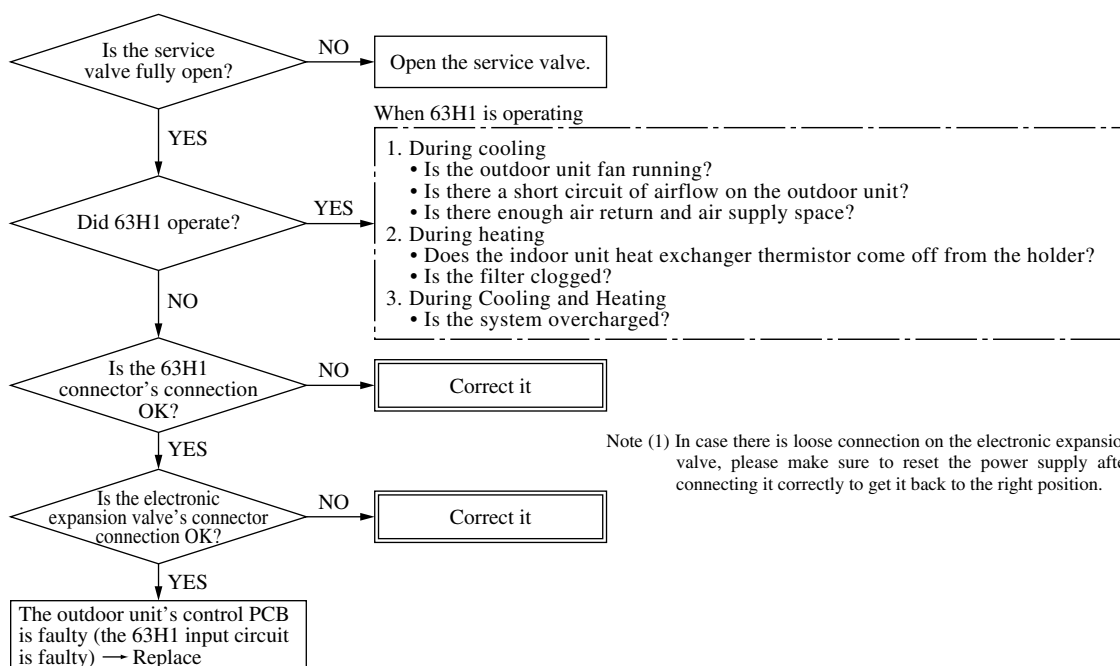 Is the service
valve fully open?
NO
Open the service valve.
YES
When 63H1 is operating
1. During cooling
• Is the outdoor unit fan running?
• Is there a short circuit of airflow on the outdoor unit?
• Is there enough air return and air supply space?
2. During heating
• Does the indoor unit heat exchanger thermistor come off from the holder?
• Is the filter clogged?
3. During Cooling and Heating
• Is the system overcharged?
Did 63H1 operate?
YES
NO
Is the 63H1
connector's connection
OK?
NO
Correct it
YES
Note (1) In case there is loose connection on the electronic expansion
valve, please make sure to reset the power supply after
connecting it correctly to get it back to the right position.
Is the electronic
expansion valve's connector
connection OK?
NO
Correct it
YES
The outdoor unit's control PCB
is faulty (the 63H1 input circuit
is faulty) → Replace